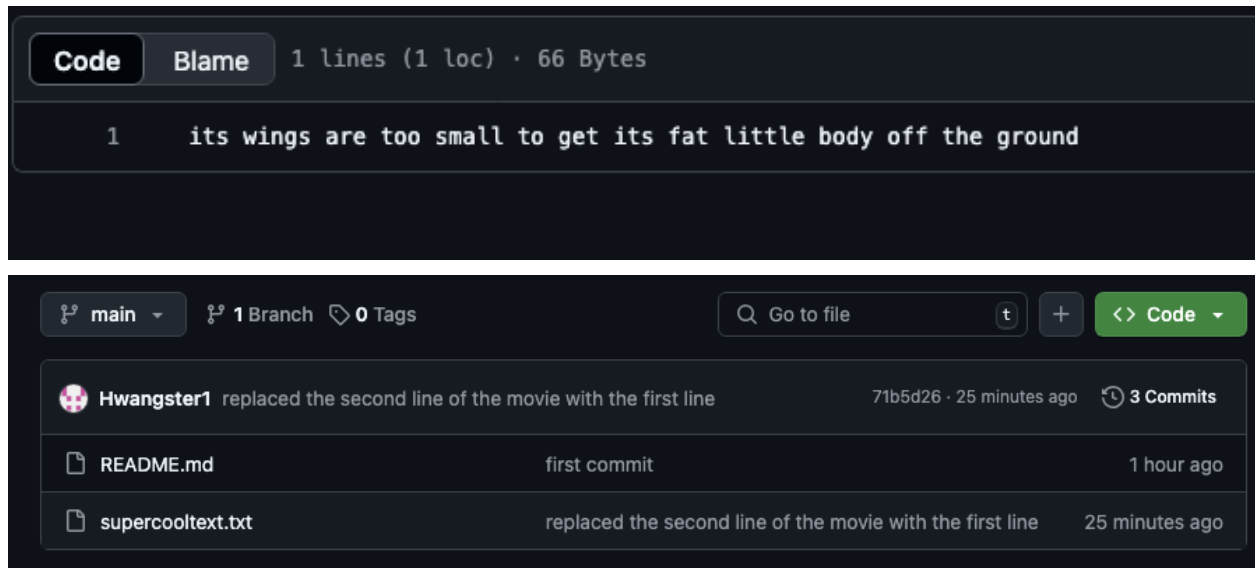 Code Blame 1 lines (1 loc) · 66 Bytes
1 its wings are too small to get its fat little body off the ground
main 1 Branch 0 Tags Go to file t + <> Code
Hwangster1 replaced the second line of the movie with the first line 71b5d26 · 25 minutes ago 3 Commits
README.md first commit 1 hour ago
supercooltext.txt replaced the second line of the movie with the first line 25 minutes ago